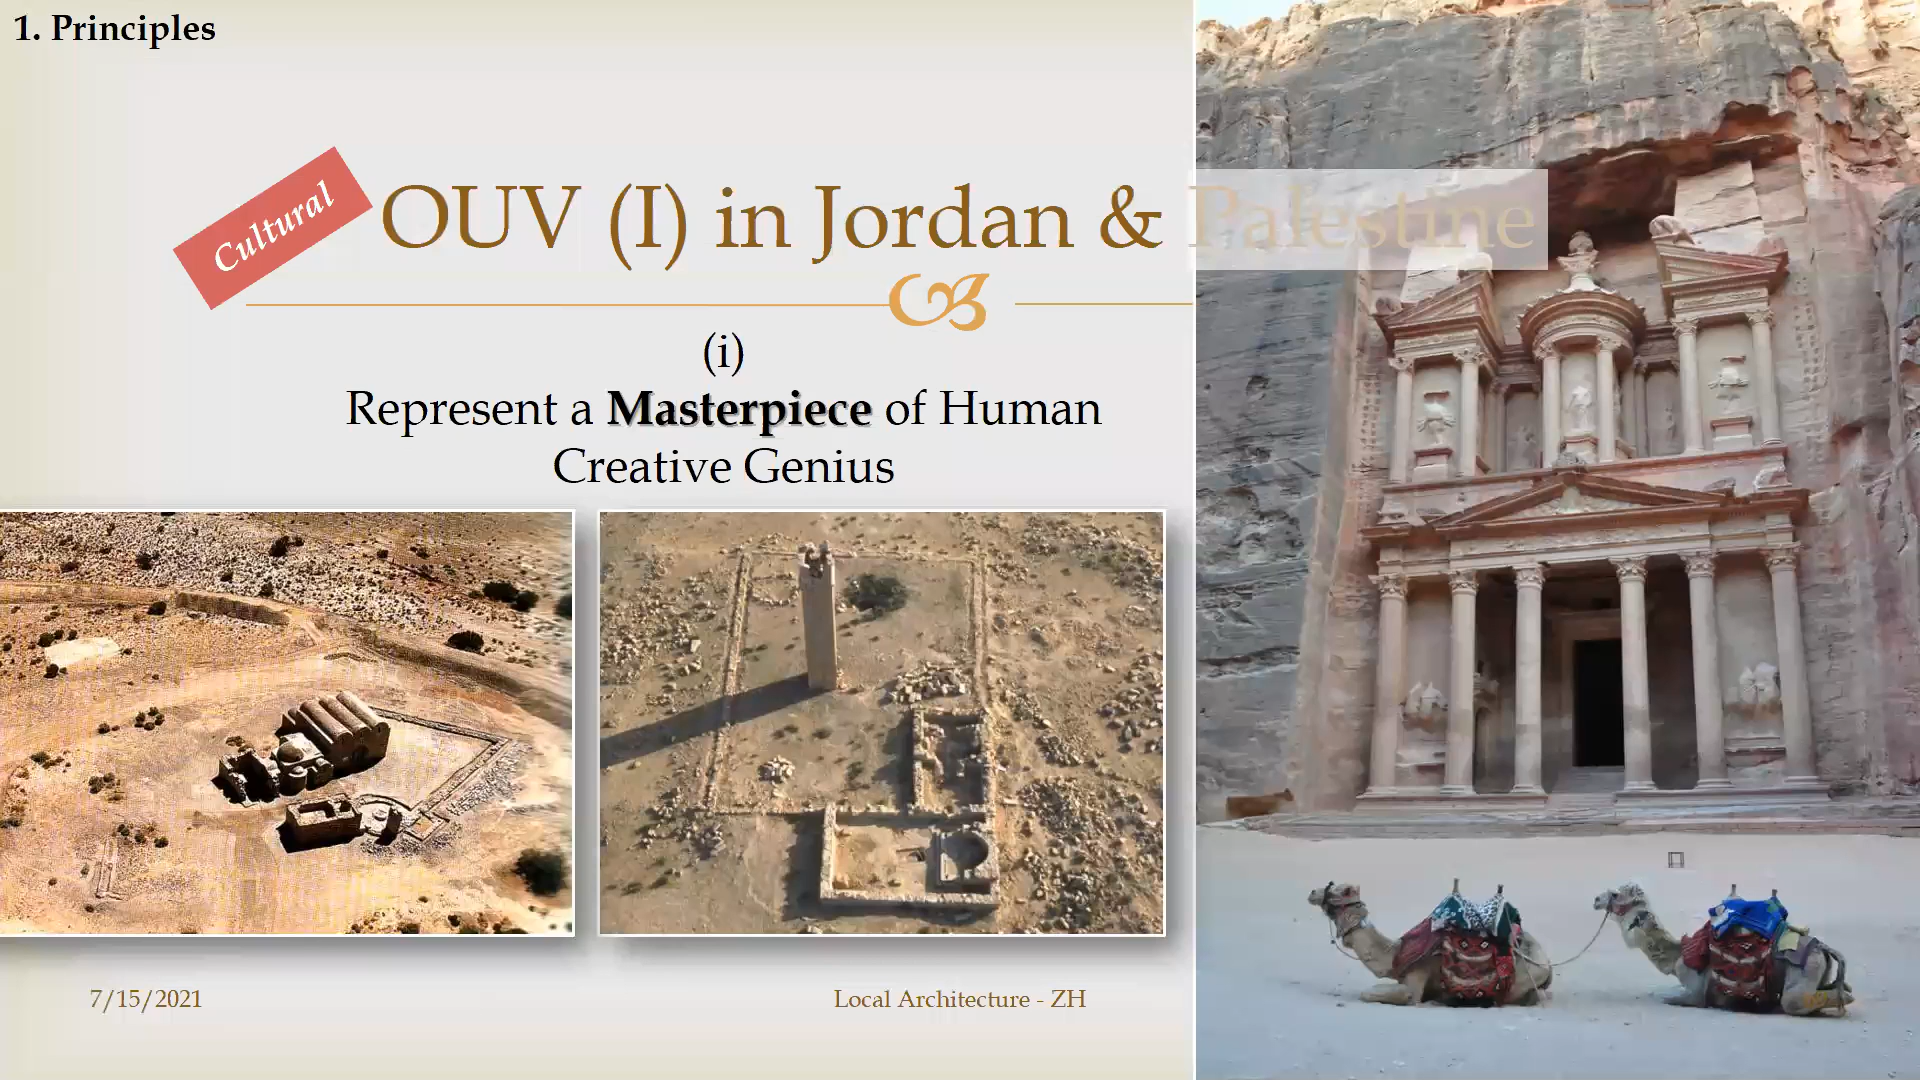 1. Principles
Cultural
OUV (I) in Jordan & Palestine
(i)
Represent a Masterpiece of Human
Creative Genius
7/15/2021
Local Architecture - ZH